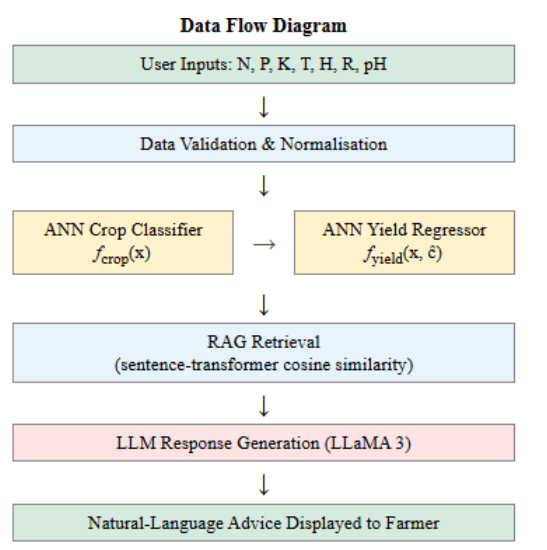 Data Flow Diagram
User Inputs: N, P, K, T, H, R, pH
↓
Data Validation & Normalisation
↓
ANN Crop Classifier
f_crop(x)
→
ANN Yield Regressor
f_yield(x, ĉ)
↓
RAG Retrieval
(sentence-transformer cosine similarity)
↓
LLM Response Generation (LLaMA 3)
↓
Natural-Language Advice Displayed to Farmer